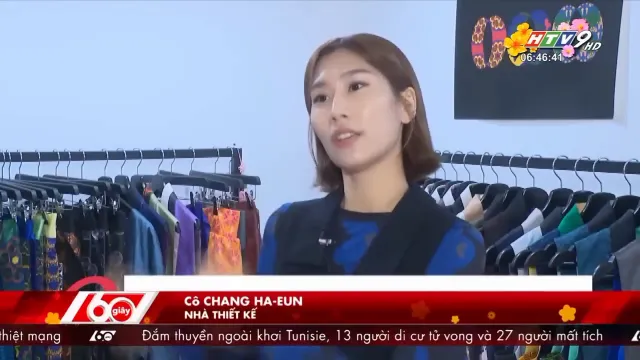 HTV9 HD
06:46:41
60 giây
Cô CHANG HA-EUN
NHÀ THIẾT KẾ
thiệt mạng 60 Đắm thuyền ngoài khơi Tunisie, 13 người di cư tử vong và 27 người mất tích